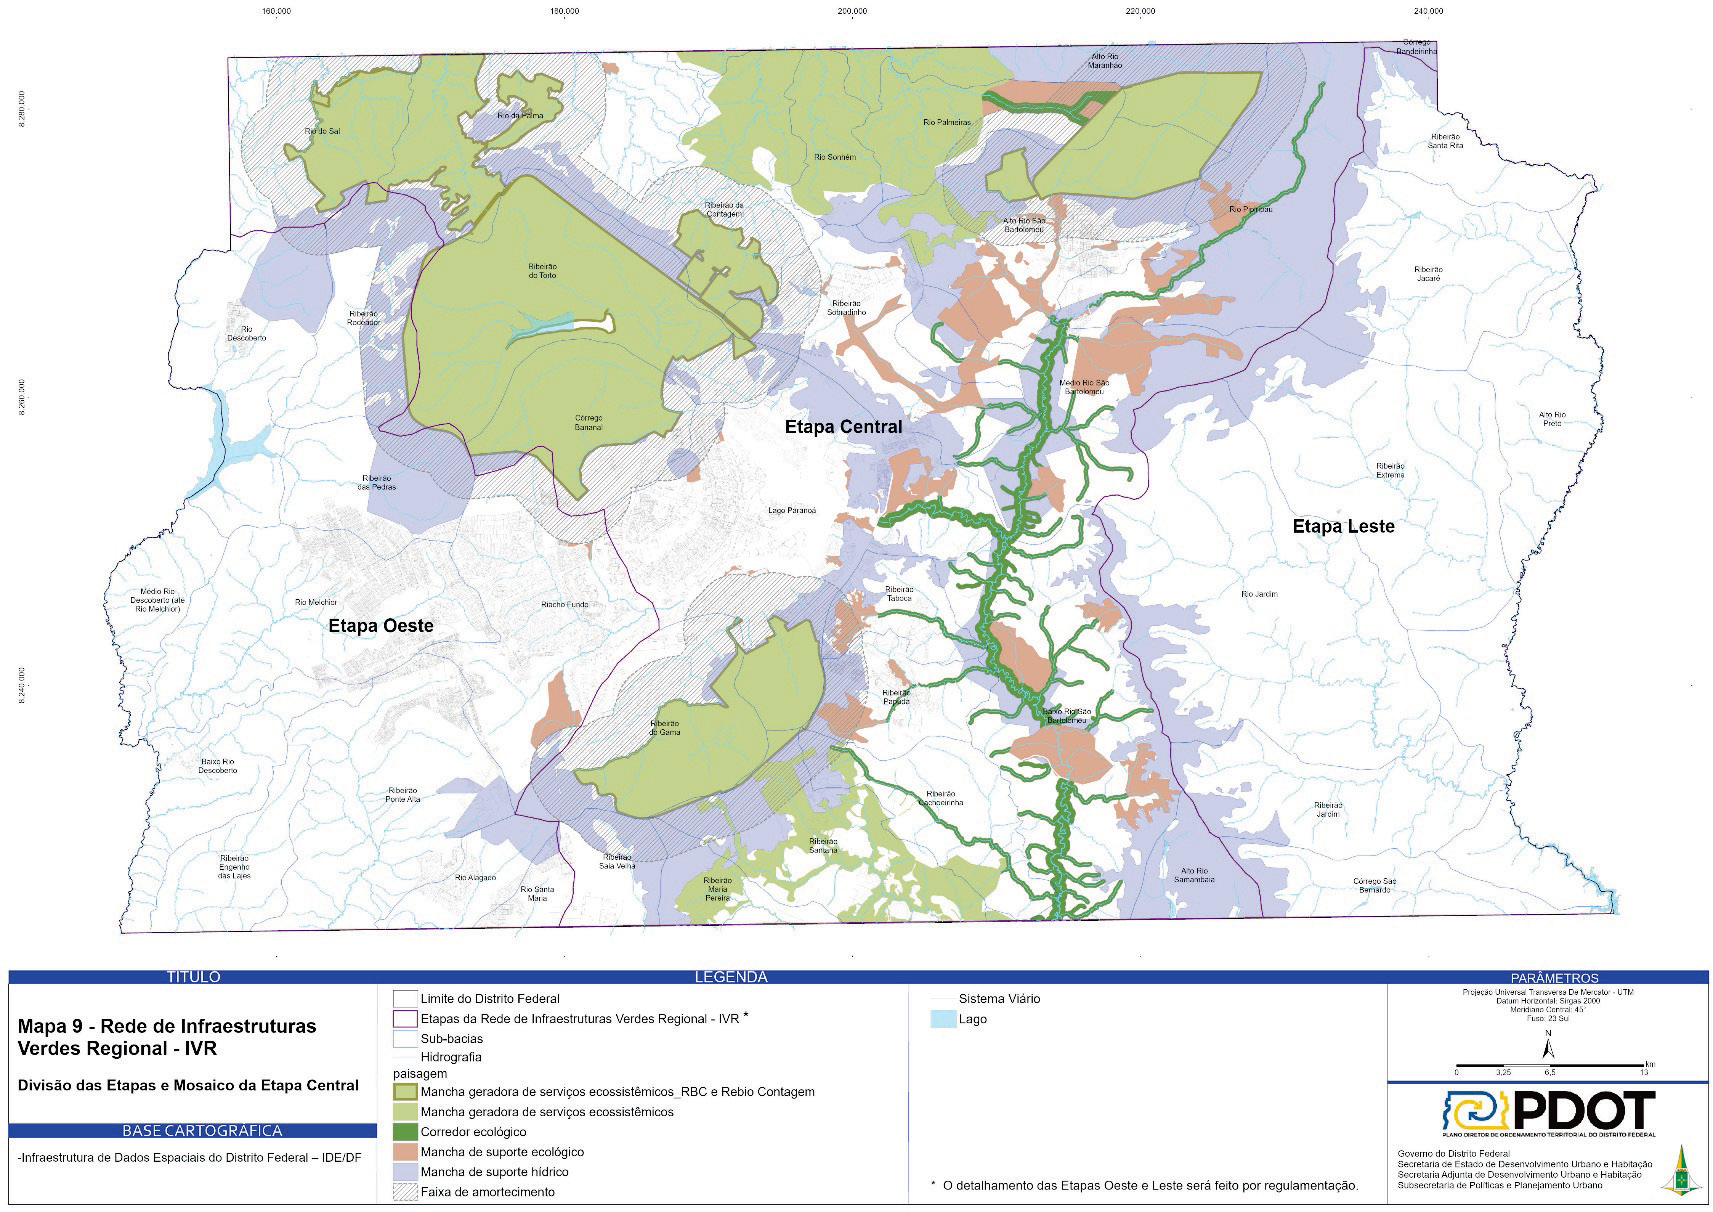 160.000
180.000
200.000
220.000
240.000
8.280.000
8.260.000
8.240.000
Córrego
Bandeirinha
Alto Rio
Maranhão
Rio do Sal
Rio da Palma
Rio Palmeiras
Rio Sonhém
Ribeirão
Santa Rita
Ribeirão da
Contagem
Alto Rio São
Bartolomeu
Rio Pipiripau
Ribeirão
do Torto
Ribeirão
Jacaré
Rio
Descoberto
Ribeirão
Rodeador
Ribeirão
Sobradinho
Médio Rio São
Bartolomeu
Córrego
Bananal
Etapa Central
Alto Rio
Preto
Ribeirão
das Pedras
Ribeirão
Extrema
Lago Paranoá
Etapa Leste
Médio Rio
Descoberto (até
Rio Melchior)
Rio Melchior
Riacho Fundo
Ribeirão
Taboca
Rio Jardim
Etapa Oeste
Ribeirão
do Gama
Ribeirão
Papuda
Baixo Rio São
Bartolomeu
Baixo Rio
Descoberto
Ribeirão
Ponte Alta
Ribeirão
Cachoeirinha
Ribeirão
Jardim
Ribeirão
Engenho
das Lajes
Rio Alagado
Rio Santa
Maria
Ribeirão
Saia Velha
Ribeirão
Maria
Pereira
Ribeirão
Santana
Alto Rio
Samambaia
Córrego São
Bernardo
TÍTULO
Mapa 9 - Rede de Infraestruturas
Verdes Regional - IVR
Divisão das Etapas e Mosaico da Etapa Central
BASE CARTOGRÁFICA
-Infraestrutura de Dados Espaciais do Distrito Federal – IDE/DF
LEGENDA
Limite do Distrito Federal
Etapas da Rede de Infraestruturas Verdes Regional - IVR *
Sub-bacias
Hidrografia
paisagem
Mancha geradora de serviços ecossistêmicos_RBC e Rebio Contagem
Mancha geradora de serviços ecossistêmicos
Corredor ecológico
Mancha de suporte ecológico
Mancha de suporte hídrico
Faixa de amortecimento
Sistema Viário
Lago
* O detalhamento das Etapas Oeste e Leste será feito por regulamentação.
PARÂMETROS
Projeção Universal Transversa De Mercator - UTM
Datum Horizontal: Sirgas 2000
Meridiano Central: 45°
Fuso: 23 Sul
N
km
0 3,25 6,5 13
PDOT
PLANO DIRETOR DE ORDENAMENTO TERRITORIAL DO DISTRITO FEDERAL
Governo do Distrito Federal
Secretaria de Estado de Desenvolvimento Urbano e Habitação
Secretaria Adjunta de Desenvolvimento Urbano e Habitação
Subsecretaria de Políticas e Planejamento Urbano